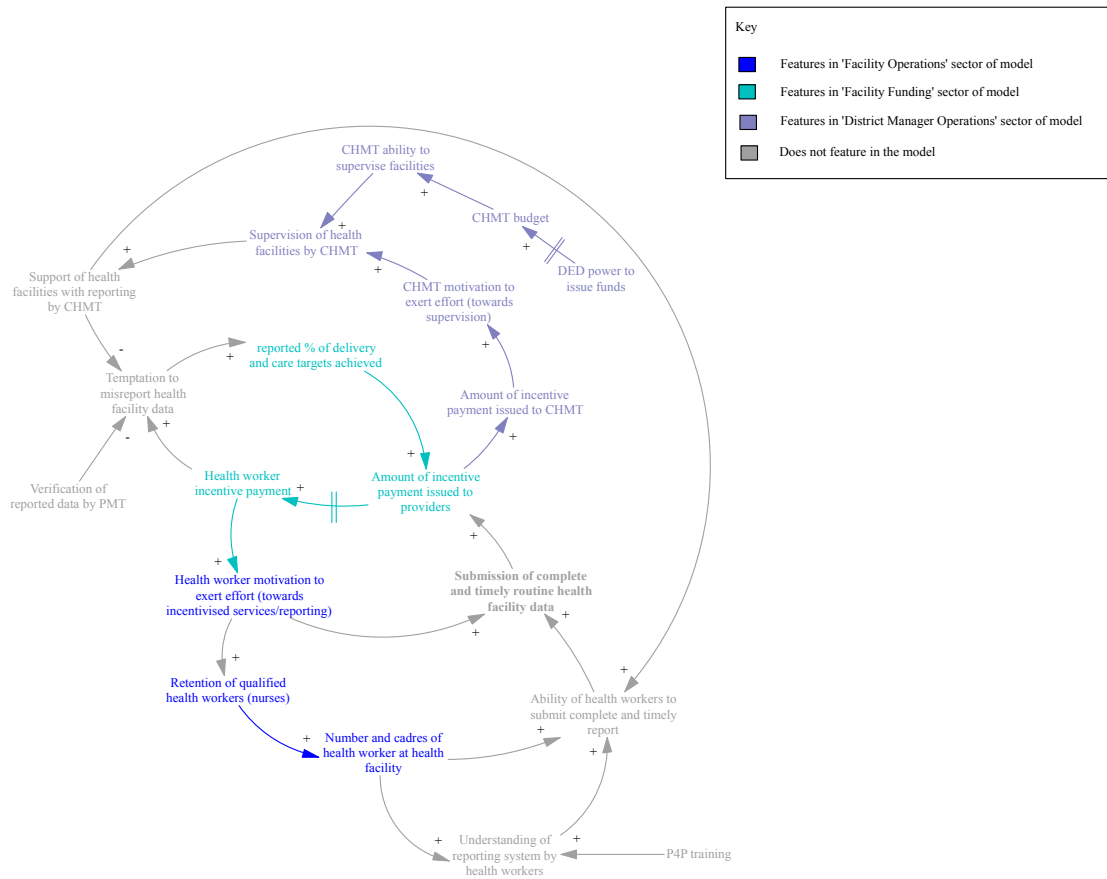 Key
Features in 'Facility Operations' sector of model
Features in 'Facility Funding' sector of model
Features in 'District Manager Operations' sector of model
Does not feature in the model
CHMT ability to
supervise facilities
+
CHMT budget
+
+
Supervision of health
facilities by CHMT
+
DED power to
issue funds
+
Support of health
facilities with reporting
by CHMT
CHMT motivation to
exert effort (towards
supervision)
+
-
+
reported % of delivery
and care targets achieved
Temptation to
misreport health
facility data
+
-
Amount of incentive
payment issued to CHMT
+
+
Health worker
incentive payment
+
Amount of incentive
payment issued to
providers
Verification of
reported data by PMT
+
+
Health worker motivation to
exert effort (towards
incentivised services/reporting)
Submission of complete
and timely routine health
facility data
+
+
+
+
Retention of qualified
health workers (nurses)
Ability of health workers to
submit complete and timely
report
+
Number and cadres of
health worker at health
facility
+
+
+
+
Understanding of
reporting system by
health workers
P4P training